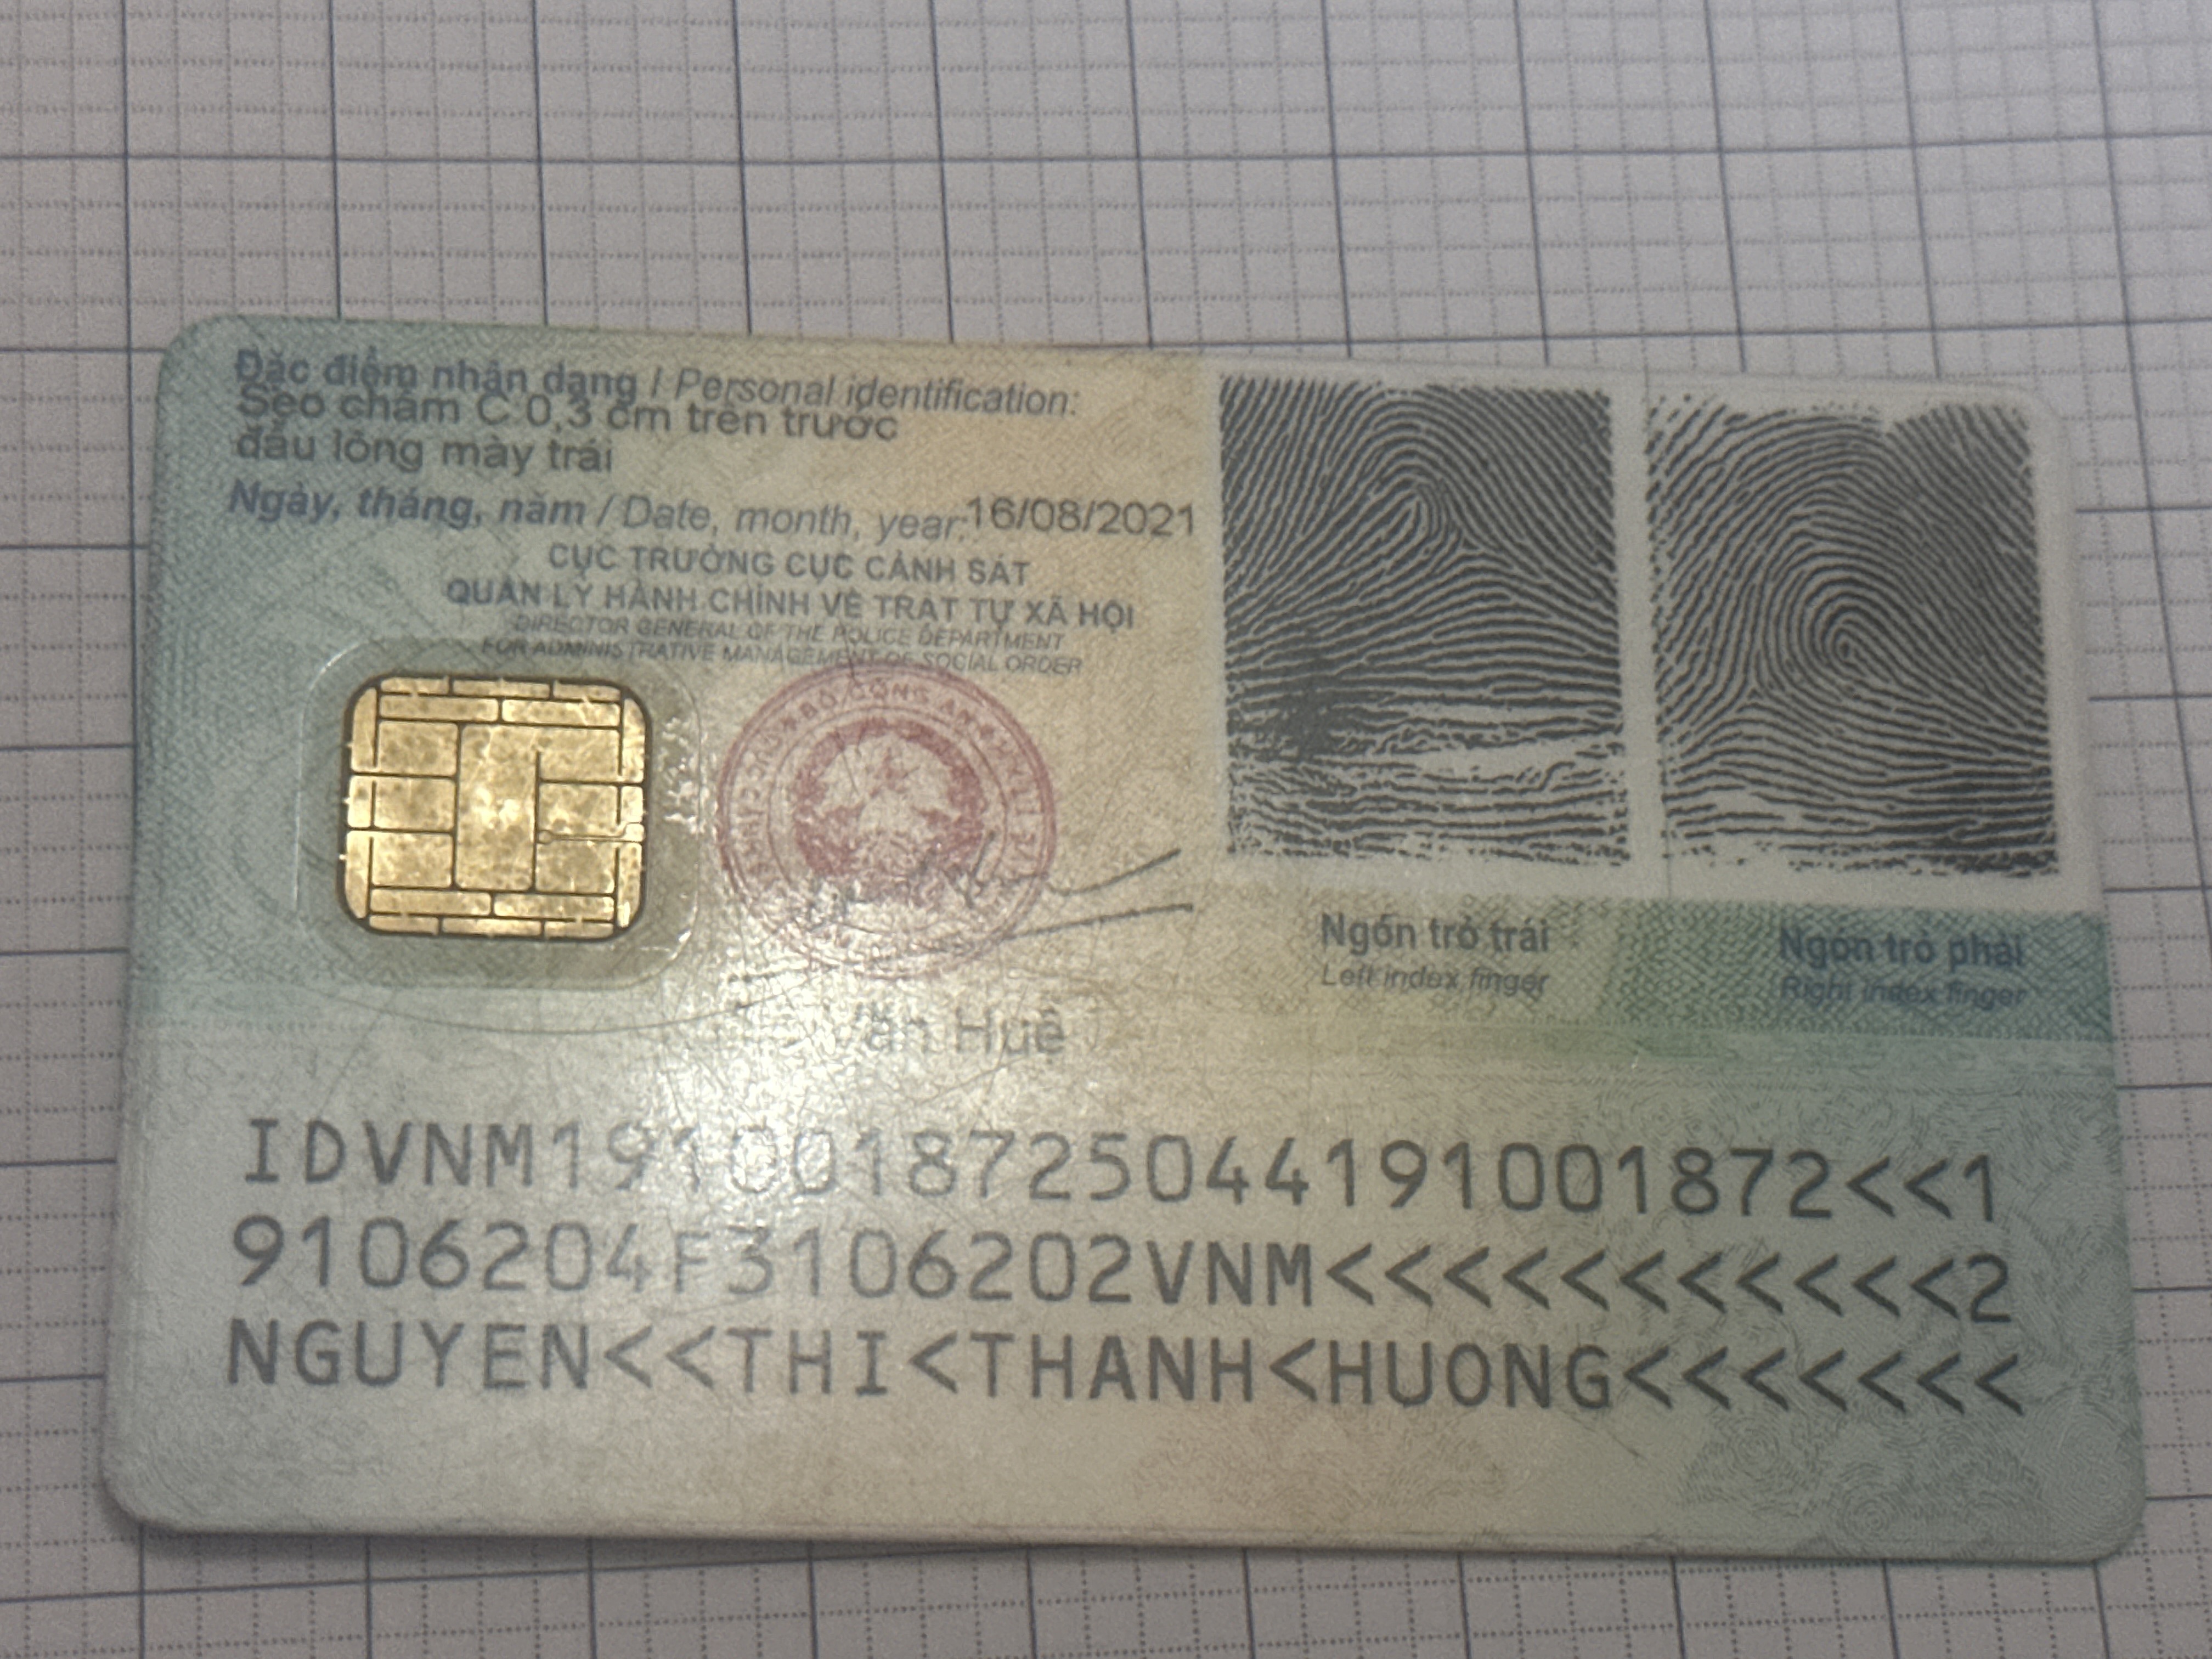 Đặc điểm nhân dạng / Personal identification:
Sẹo chấm C 0,3 cm trên trước
đầu lông mày trái
Ngày, tháng, năm / Date, month, year: 16/08/2021
CỤC TRƯỞNG CỤC CẢNH SÁT
QUẢN LÝ HÀNH CHÍNH VỀ TRẬT TỰ XÃ HỘI
DIRECTOR GENERAL OF THE POLICE DEPARTMENT
FOR ADMINISTRATIVE MANAGEMENT OF SOCIAL ORDER
Văn Huệ
Ngón trỏ trái
Left index finger
Ngón trỏ phải
Right index finger
IDVNM1910018725044191001872<<1
9106204F3106202VNM<<<<<<<<<<<2
NGUYEN<<THI<THANH<HUONG<<<<<<<